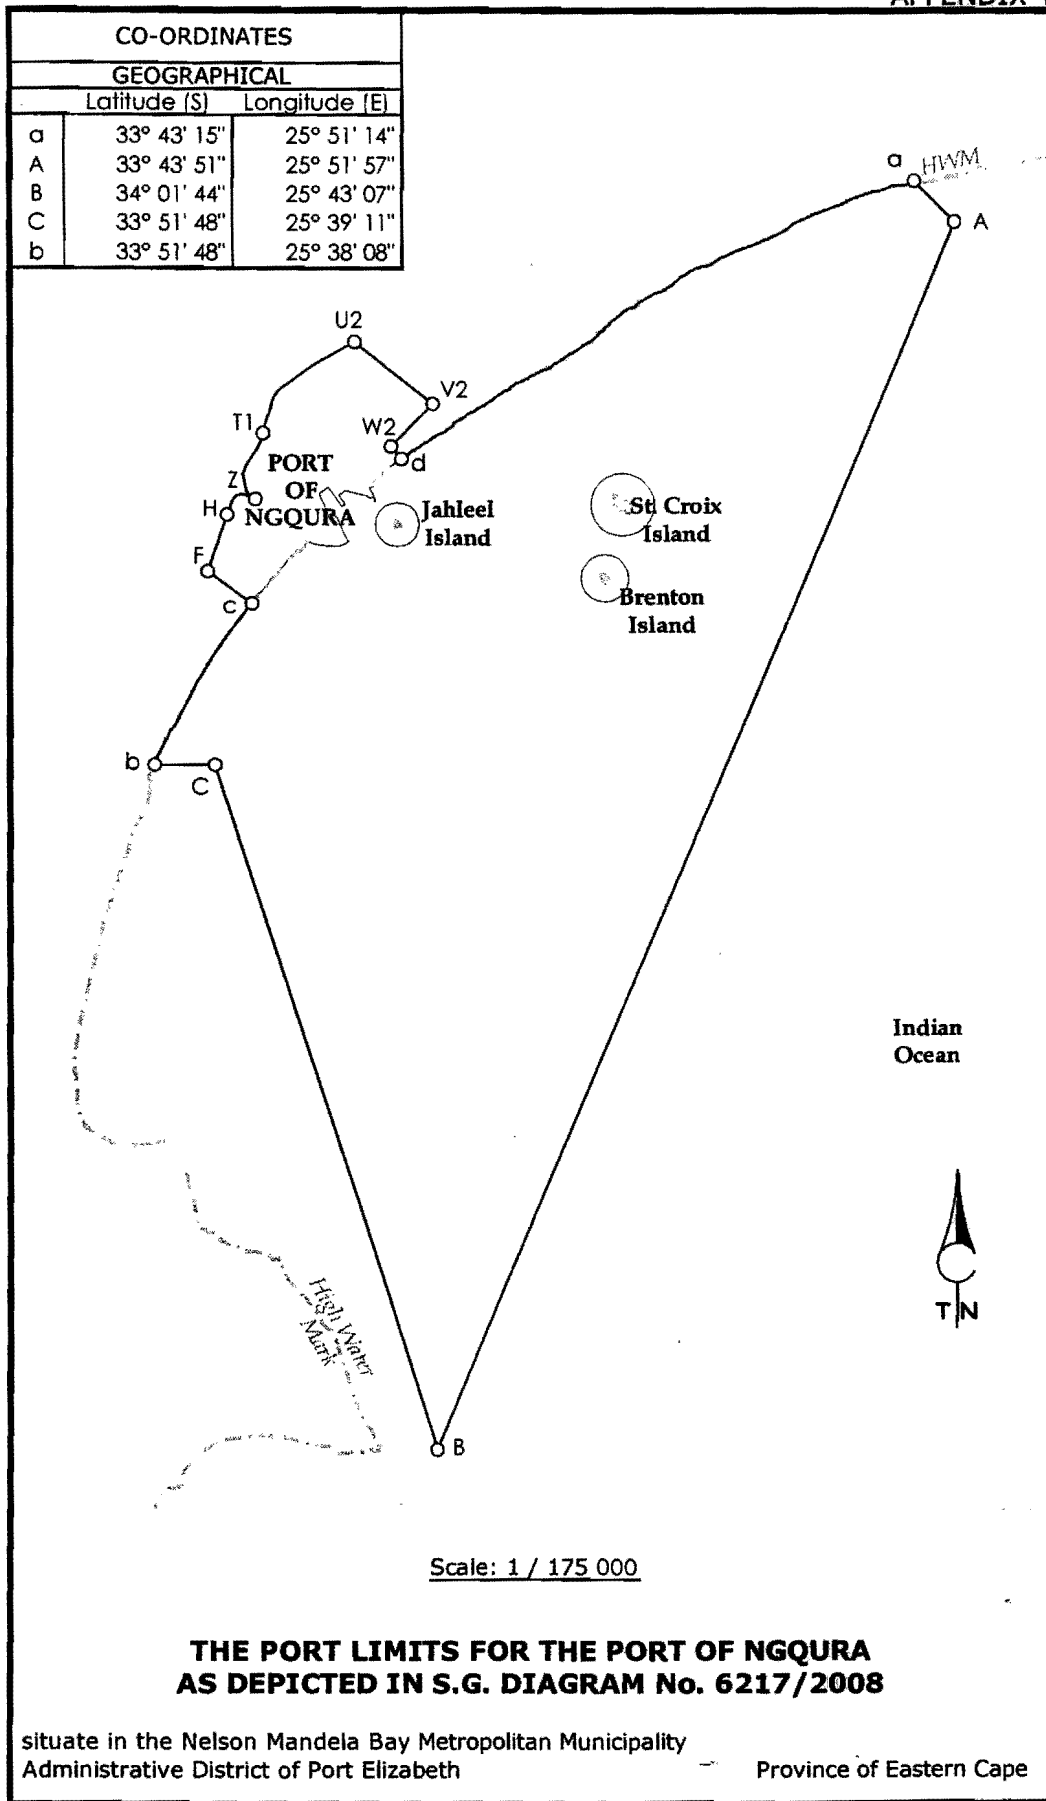 CO-ORDINATES
GEOGRAPHICAL
Latitude (S) Longitude (E)
a 33° 43' 15" 25° 51' 14"
A 33° 43' 51" 25° 51' 57"
B 34° 01' 44" 25° 43' 07"
C 33° 51' 48" 25° 39' 11"
b 33° 51' 48" 25° 38' 08"
a HWM
A
U2
V2
T1
W2
d
Z
PORT
OF
NGQURA
H
Jahleel
Island
St Croix
Island
F
c
Brenton
Island
b
C
Indian
Ocean
TN
High Water
Mark
B
Scale: 1 / 175 000
THE PORT LIMITS FOR THE PORT OF NGQURA
AS DEPICTED IN S.G. DIAGRAM No. 6217/2008
situate in the Nelson Mandela Bay Metropolitan Municipality
Administrative District of Port Elizabeth Province of Eastern Cape